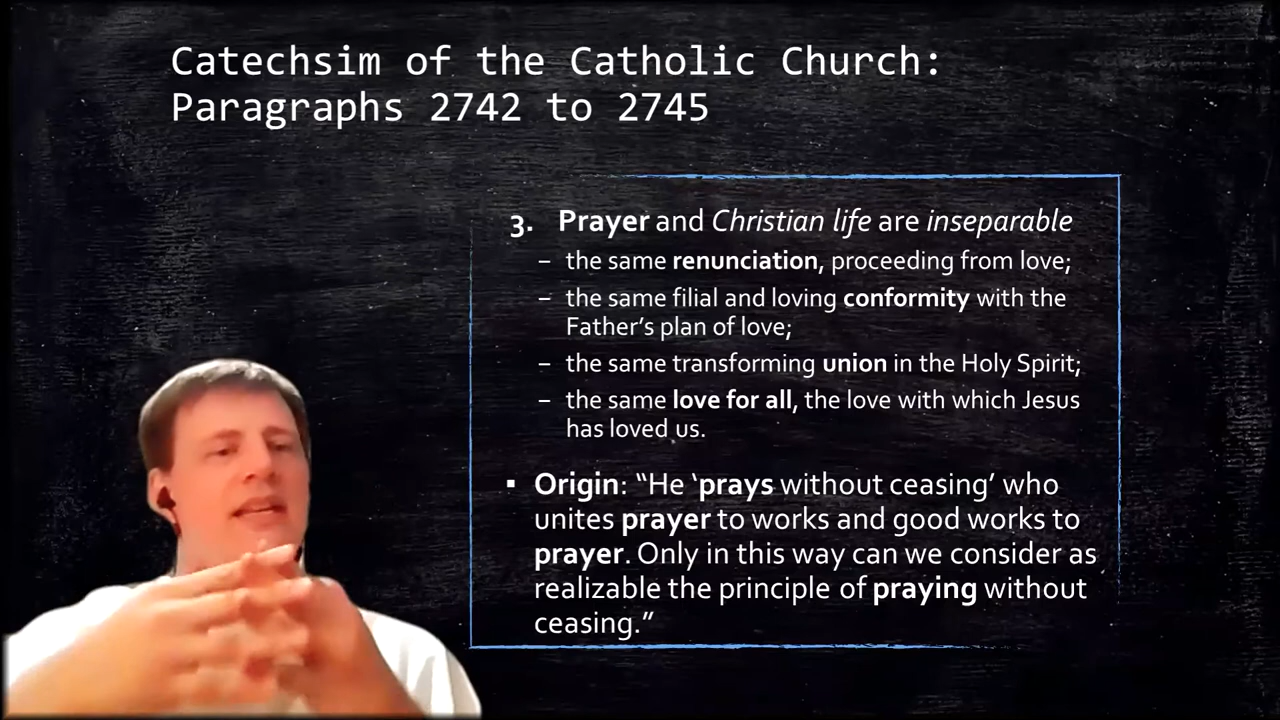 Catechsim of the Catholic Church:
Paragraphs 2742 to 2745
3. Prayer and Christian life are inseparable
– the same renunciation, proceeding from love;
– the same filial and loving conformity with the
Father’s plan of love;
– the same transforming union in the Holy Spirit;
– the same love for all, the love with which Jesus
has loved us.
▪ Origin: “He ‘prays without ceasing’ who
unites prayer to works and good works to
prayer. Only in this way can we consider as
realizable the principle of praying without
ceasing.”